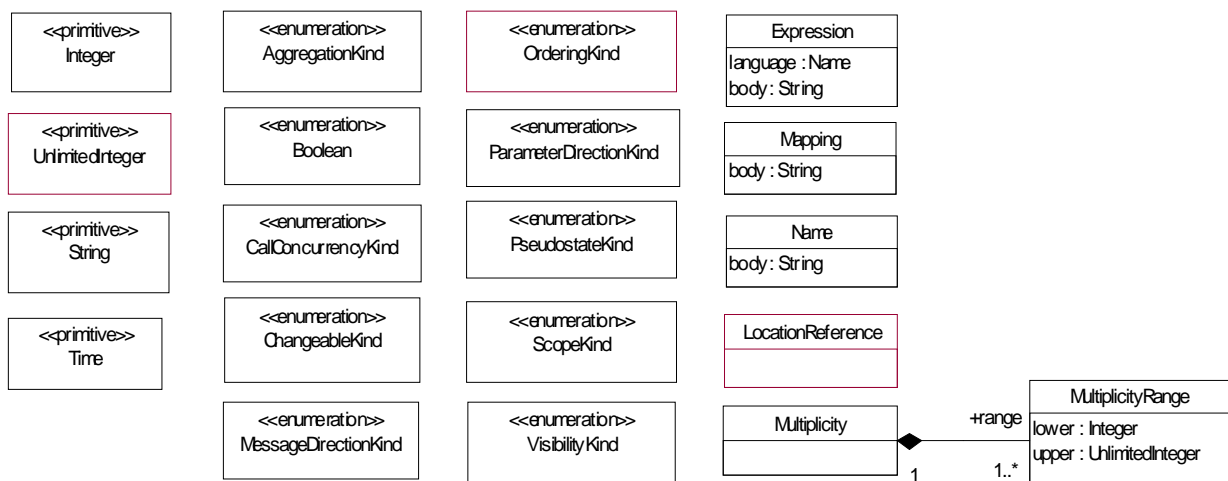 <<primitive>>
Integer
<<primitive>>
UnlimitedInteger
<<primitive>>
String
<<primitive>>
Time
<<enumeration>>
AggregationKind
<<enumeration>>
Boolean
<<enumeration>>
CallConcurrencyKind
<<enumeration>>
ChangeableKind
<<enumeration>>
MessageDirectionKind
<<enumeration>>
OrderingKind
<<enumeration>>
ParameterDirectionKind
<<enumeration>>
PseudostateKind
<<enumeration>>
ScopeKind
<<enumeration>>
VisibilityKind
Expression
language : Name
body : String
Mapping
body : String
Name
body : String
LocationReference
Multiplicity
1
+range
1..*
MultiplicityRange
lower : Integer
upper : UnlimitedInteger